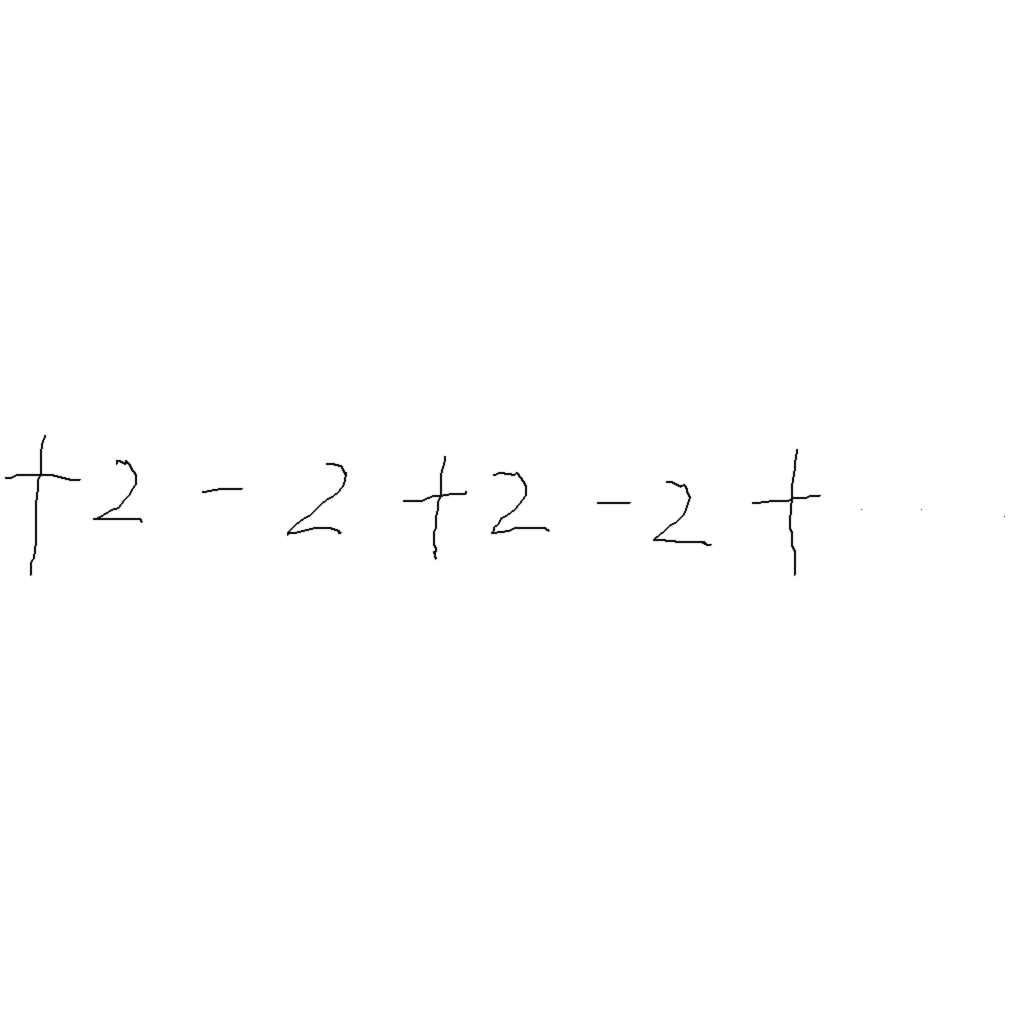 +2 - 2 + 2 - 2 + . . .